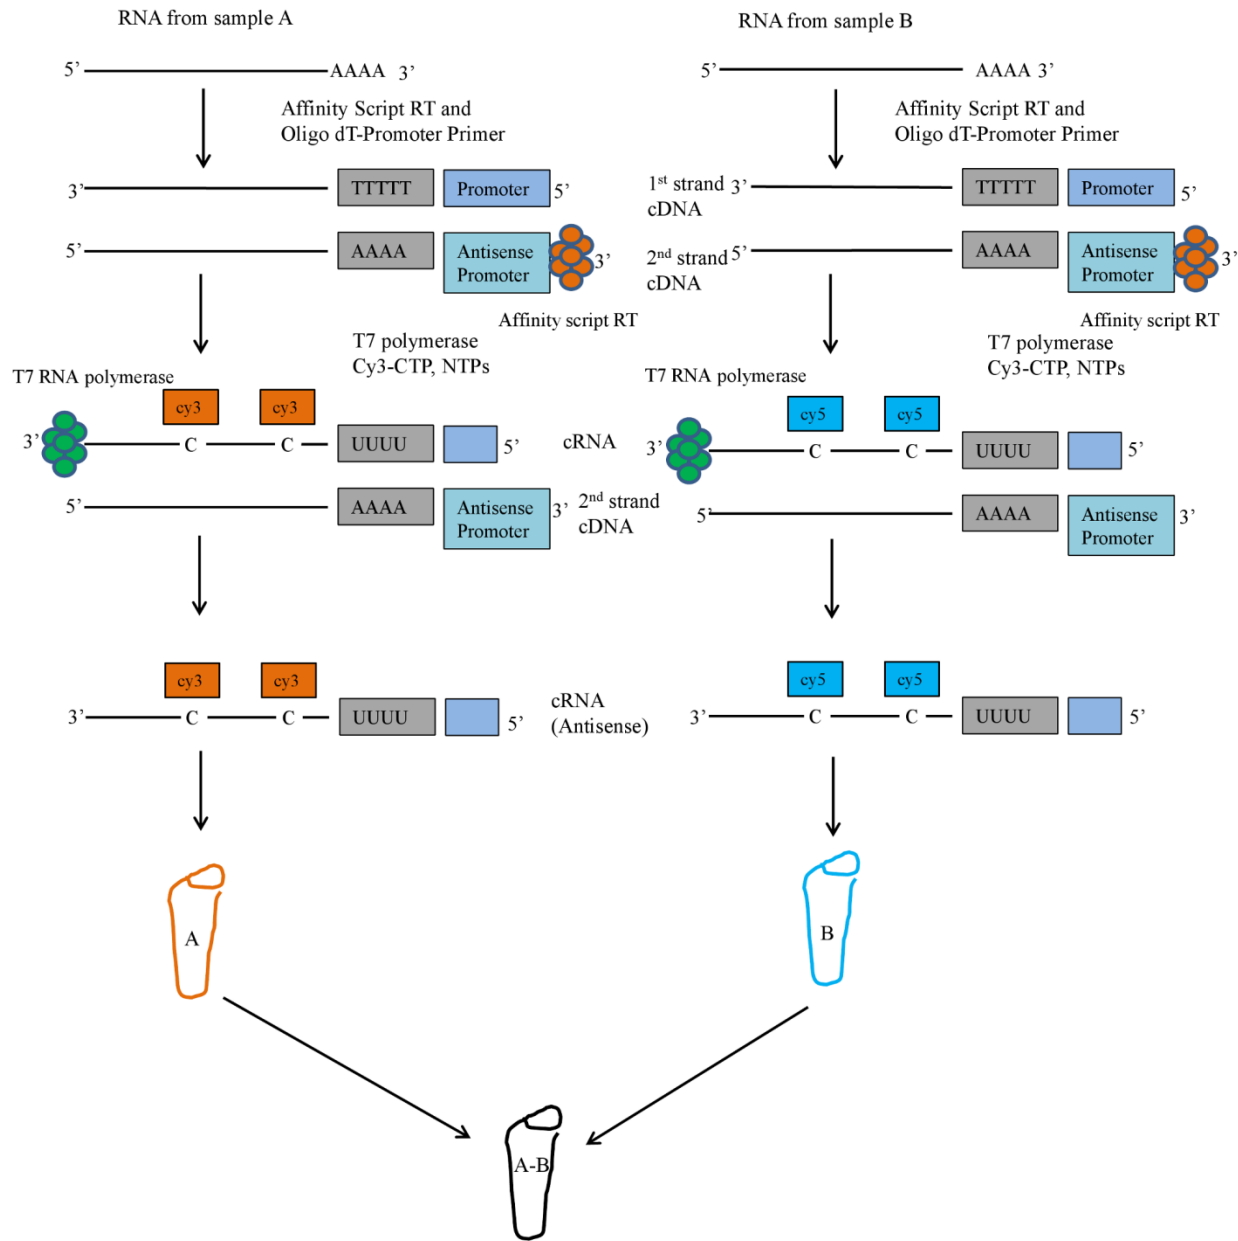 RNA from sample A
RNA from sample B
5’ AAAA 3’
5’ AAAA 3’
Affinity Script RT and
Oligo dT-Promoter Primer
Affinity Script RT and
Oligo dT-Promoter Primer
3’ TTTTT Promoter 5’
1st strand 3’ TTTTT Promoter 5’
cDNA
5’ AAAA Antisense 3’
Promoter
2nd strand 5’ AAAA Antisense 3’
cDNA Promoter
Affinity script RT
Affinity script RT
T7 polymerase
Cy3-CTP, NTPs
T7 polymerase
Cy3-CTP, NTPs
T7 RNA polymerase
T7 RNA polymerase
cy3 cy3
cy5 cy5
3’ C C UUUU 5’ cRNA
3’ C C UUUU 5’
5’ AAAA Antisense 3’ 2nd strand
Promoter cDNA
5’ AAAA Antisense 3’
Promoter
cy3 cy3
cy5 cy5
3’ C C UUUU 5’ cRNA
(Antisense)
3’ C C UUUU 5’
A
B
A-B